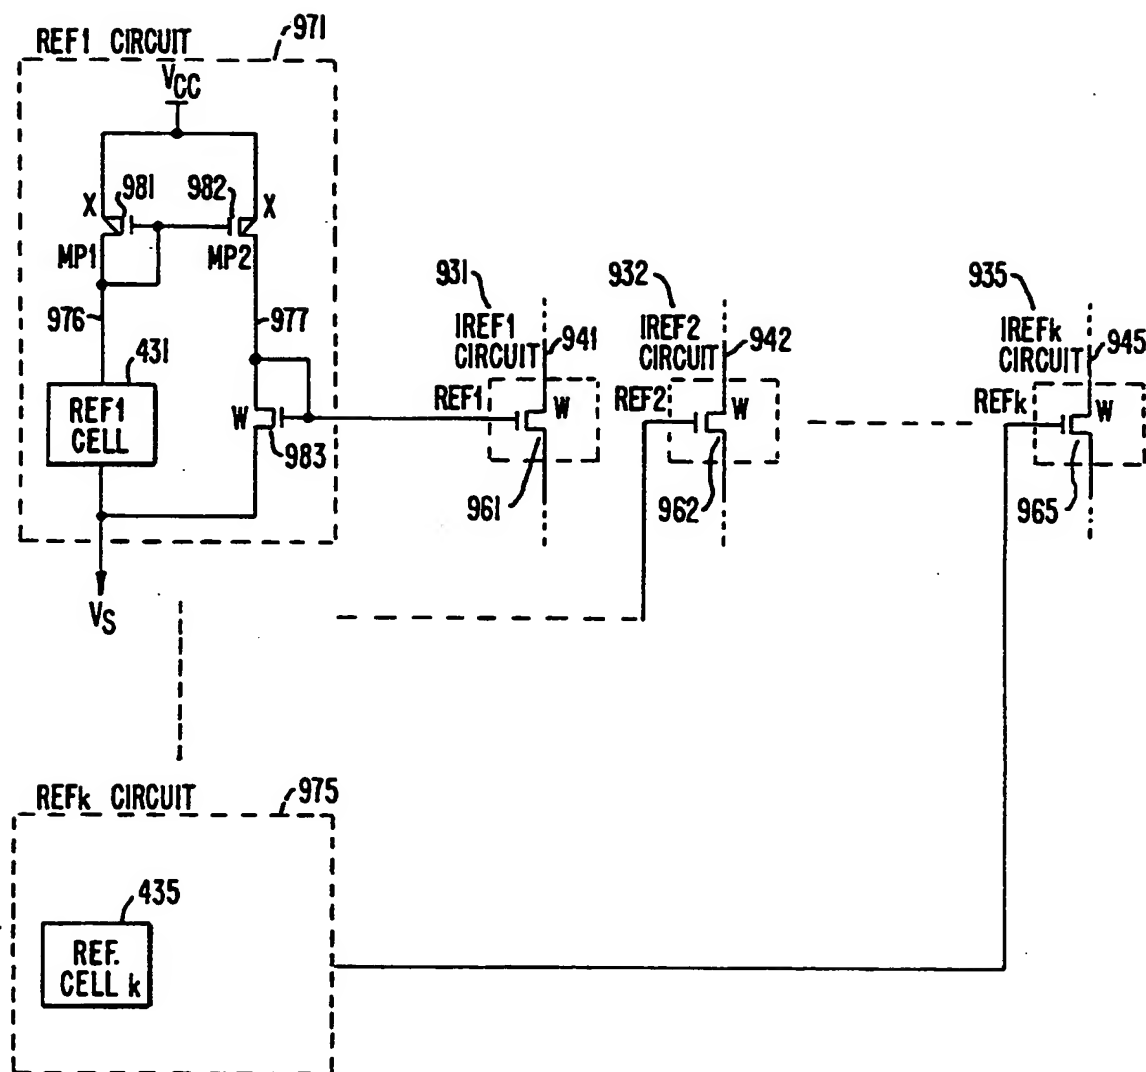 REF1 CIRCUIT
971
VCC
X
981
982
X
MP1
MP2
976
977
431
REF1
CELL
W
983
VS
931
IREF1
CIRCUIT
941
REF1
W
961
932
IREF2
CIRCUIT
942
REF2
W
962
935
IREFk
CIRCUIT
945
REFk
W
965
REFk CIRCUIT
975
435
REF.
CELL k